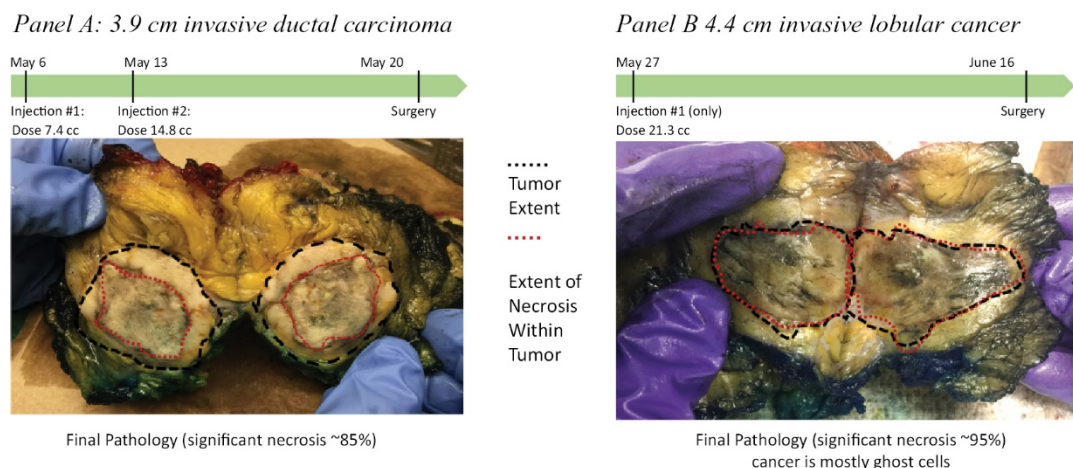 Panel A: 3.9 cm invasive ductal carcinoma
May 6
May 13
May 20
Injection #1:
Dose 7.4 cc
Injection #2:
Dose 14.8 cc
Surgery
Final Pathology (significant necrosis ~85%)
Tumor
Extent
Extent of
Necrosis
Within
Tumor
Panel B 4.4 cm invasive lobular cancer
May 27
June 16
Injection #1 (only)
Dose 21.3 cc
Surgery
Final Pathology (significant necrosis ~95%)
cancer is mostly ghost cells